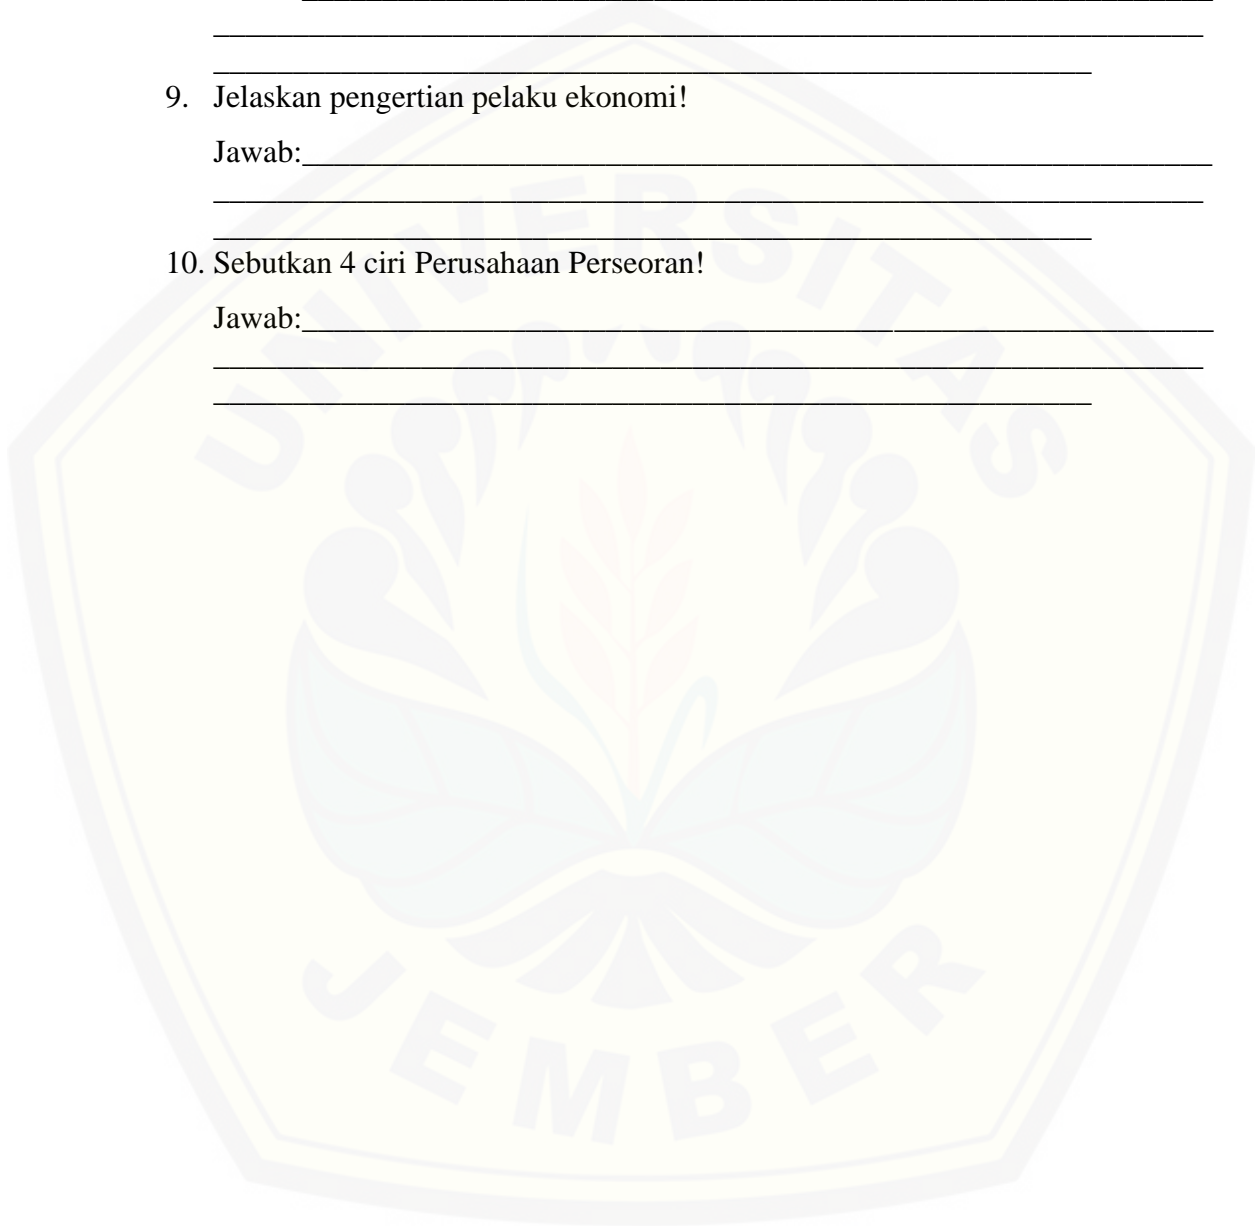 9. Jelaskan pengertian pelaku ekonomi!
Jawab:
10. Sebutkan 4 ciri Perusahaan Perseoran!
Jawab:
UNIVERSITAS
JEMBER